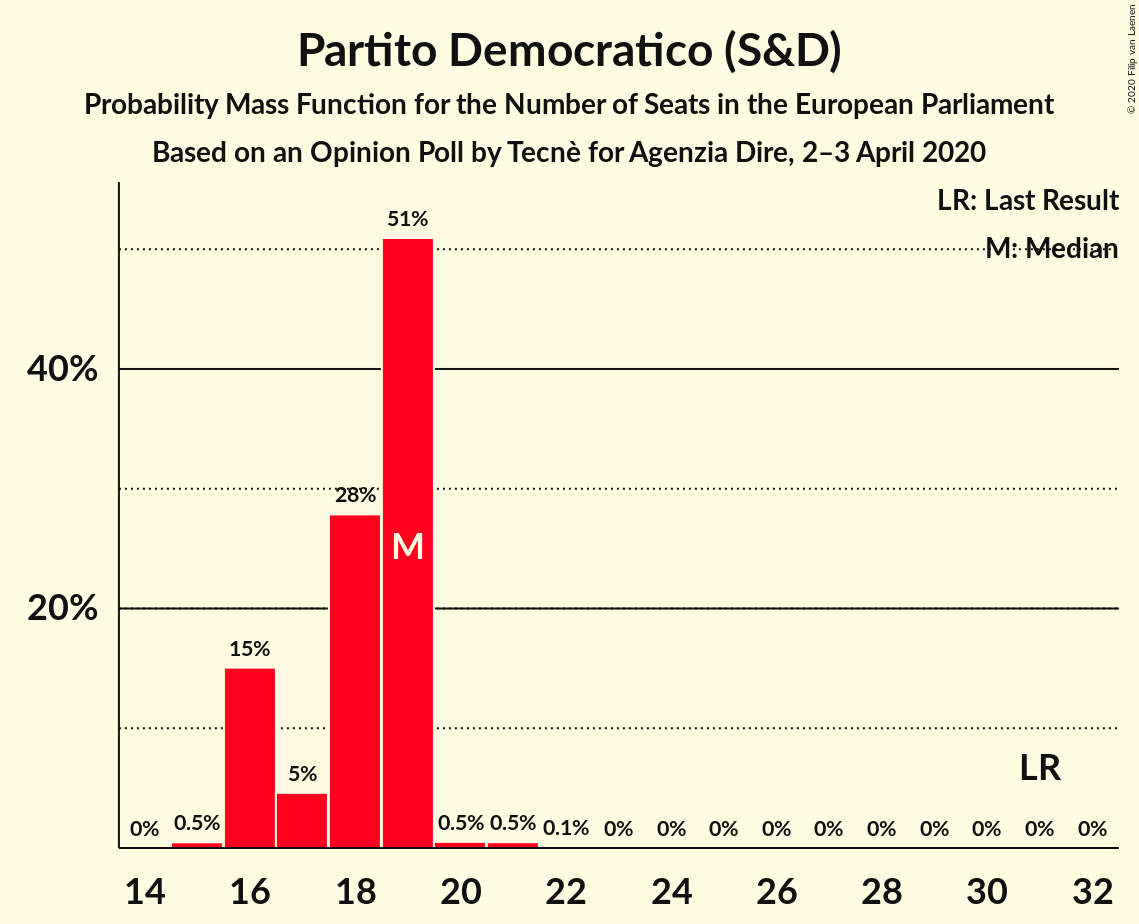 Partito Democratico (S&D)
Probability Mass Function for the Number of Seats in the European Parliament
Based on an Opinion Poll by Tecnè for Agenzia Dire, 2–3 April 2020
© 2020 Filip van Laenen
LR: Last Result
M: Median
51%
40%
28%
M
20%
15%
5%
LR
0% 0.5% 0.5% 0.5% 0.1% 0% 0% 0% 0% 0% 0% 0% 0% 0% 0%
14 16 18 20 22 24 26 28 30 32